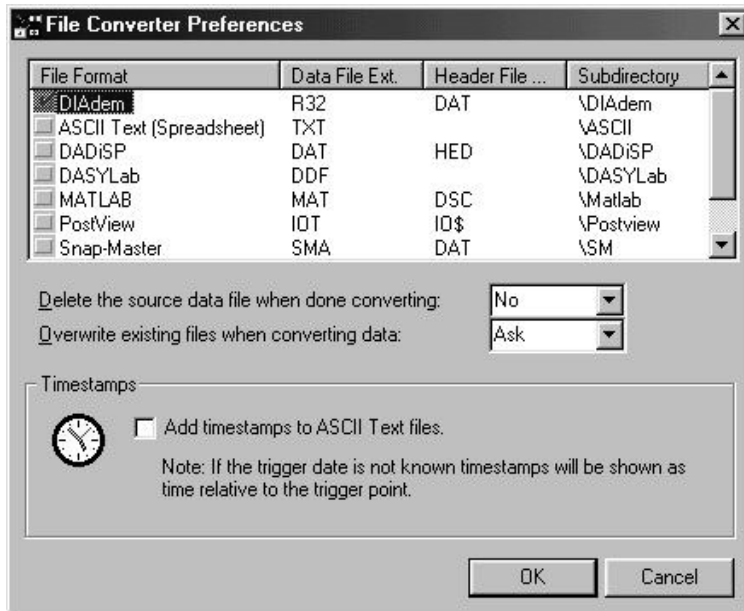 File Converter Preferences
File Format Data File Ext. Header File ... Subdirectory
DIAdem R32 DAT \DIAdem
ASCII Text (Spreadsheet) TXT \ASCII
DADiSP DAT HED \DADiSP
DASYLab DDF \DASYLab
MATLAB MAT DSC \Matlab
PostView IOT IO$ \Postview
Snap-Master SMA DAT \SM
Delete the source data file when done converting: No
Overwrite existing files when converting data: Ask
Timestamps
Add timestamps to ASCII Text files.
Note: If the trigger date is not known timestamps will be shown as
time relative to the trigger point.
OK Cancel